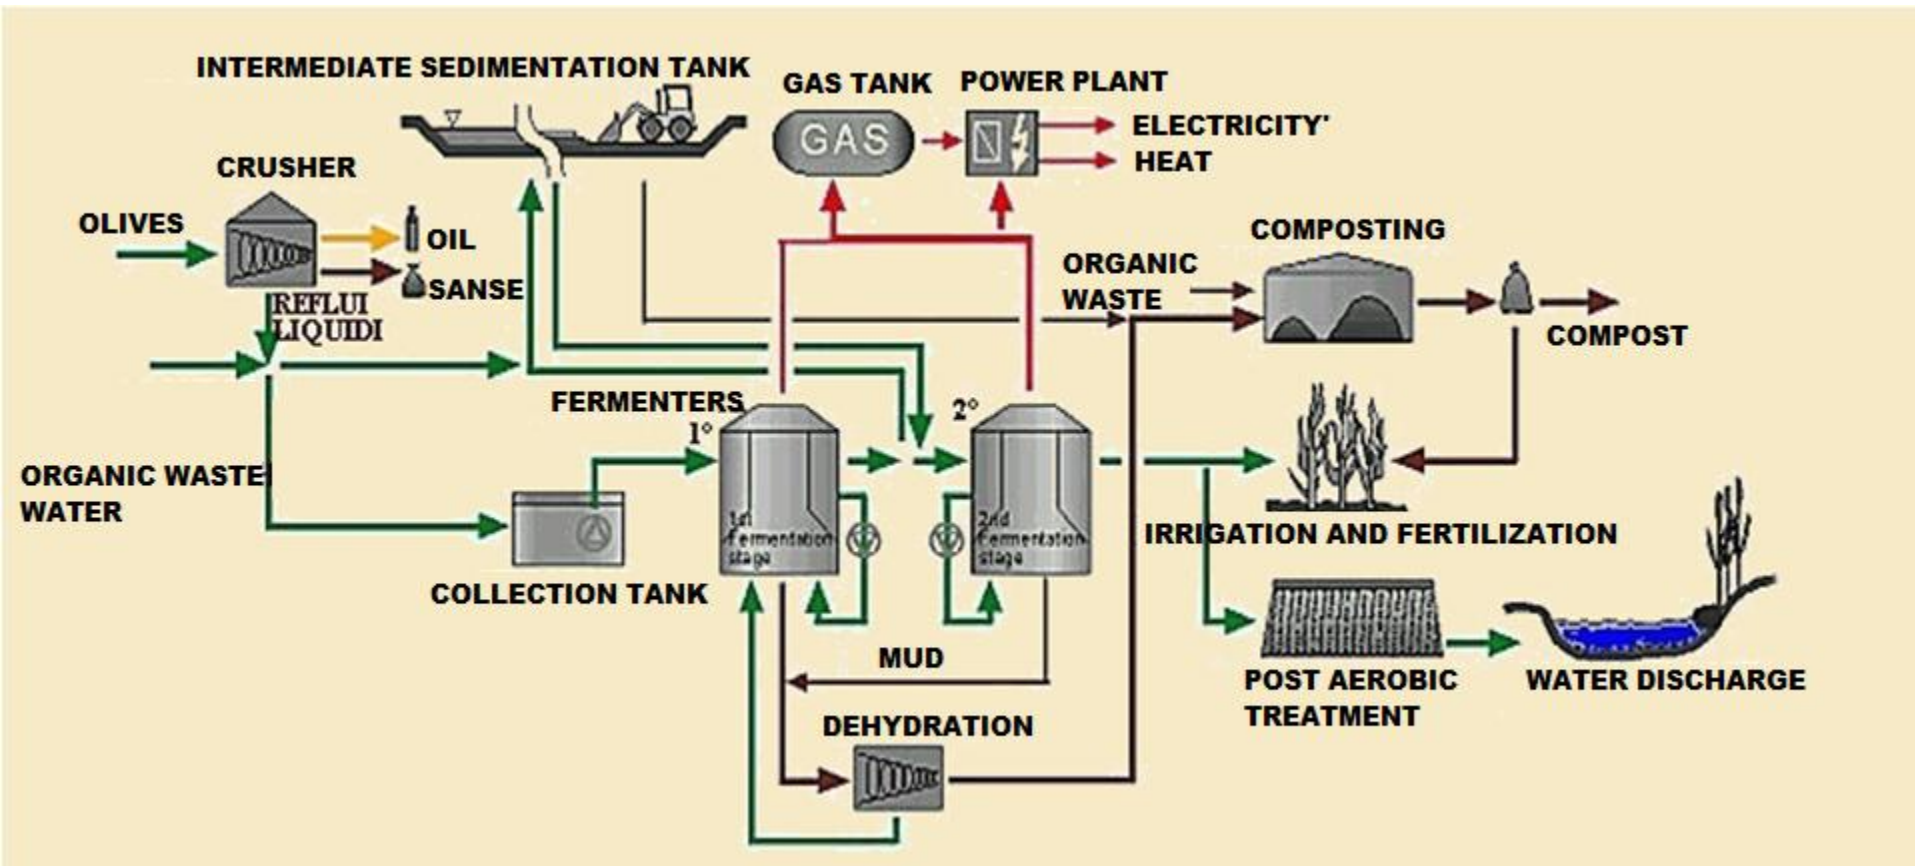 INTERMEDIATE SEDIMENTATION TANK
GAS TANK
POWER PLANT
GAS
ELECTRICITY'
HEAT
CRUSHER
OLIVES
OIL
SANSE
REFLUI
LIQUIDI
COMPOSTING
ORGANIC
WASTE
COMPOST
FERMENTERS
1°
2°
ORGANIC WASTE
WATER
1st
Fermentation
stage
2nd
Fermentation
stage
COLLECTION TANK
IRRIGATION AND FERTILIZATION
MUD
POST AEROBIC
TREATMENT
WATER DISCHARGE
DEHYDRATION